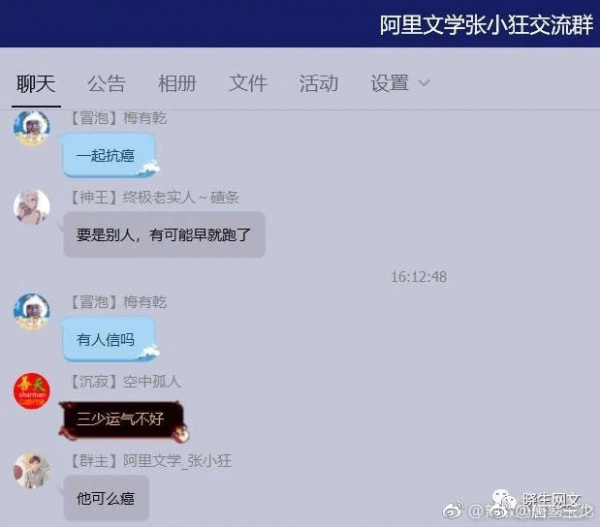 阿里文学张小狂交流群
聊天 公告 相册 文件 活动 设置
【冒泡】梅有乾
一起抗癌
【神王】终极老实人～碴条
要是别人，有可能早就跑了
16:12:48
【冒泡】梅有乾
有人信吗
【沉寂】空中孤人
善天
shantian
三少运气不好
【群主】阿里文学_张小狂
他可么癌
晓生网文